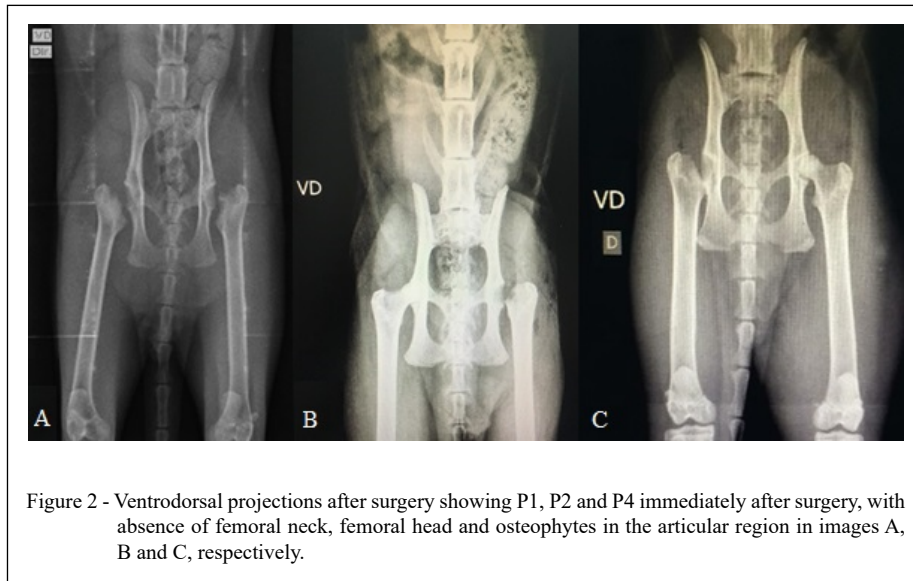 VD
Dir
A
VD
B
VD
D
C
Figure 2 - Ventrodorsal projections after surgery showing P1, P2 and P4 immediately after surgery, with
absence of femoral neck, femoral head and osteophytes in the articular region in images A,
B and C, respectively.